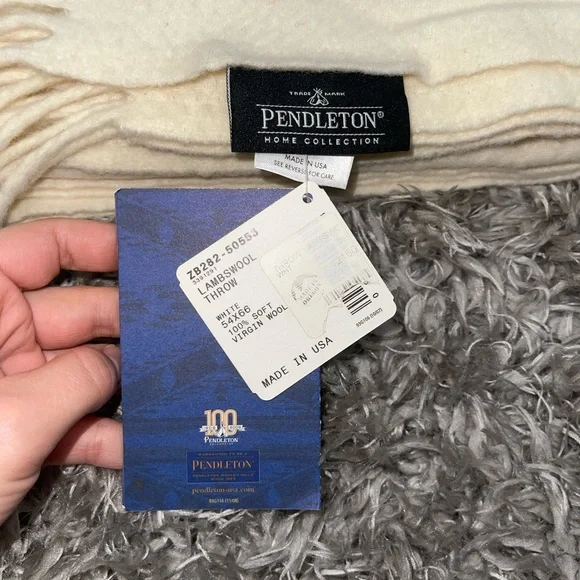 TRADE MARK
PENDLETON®
HOME COLLECTION
MADE IN USA
SEE REVERSE FOR CARE
ZB282-50553
LAMBSWOOL
THROW
WHITE
54X66
100% SOFT
VIRGIN WOOL
MADE IN USA
100
PENDLETON
PENDLETON
pendleton-usa.com